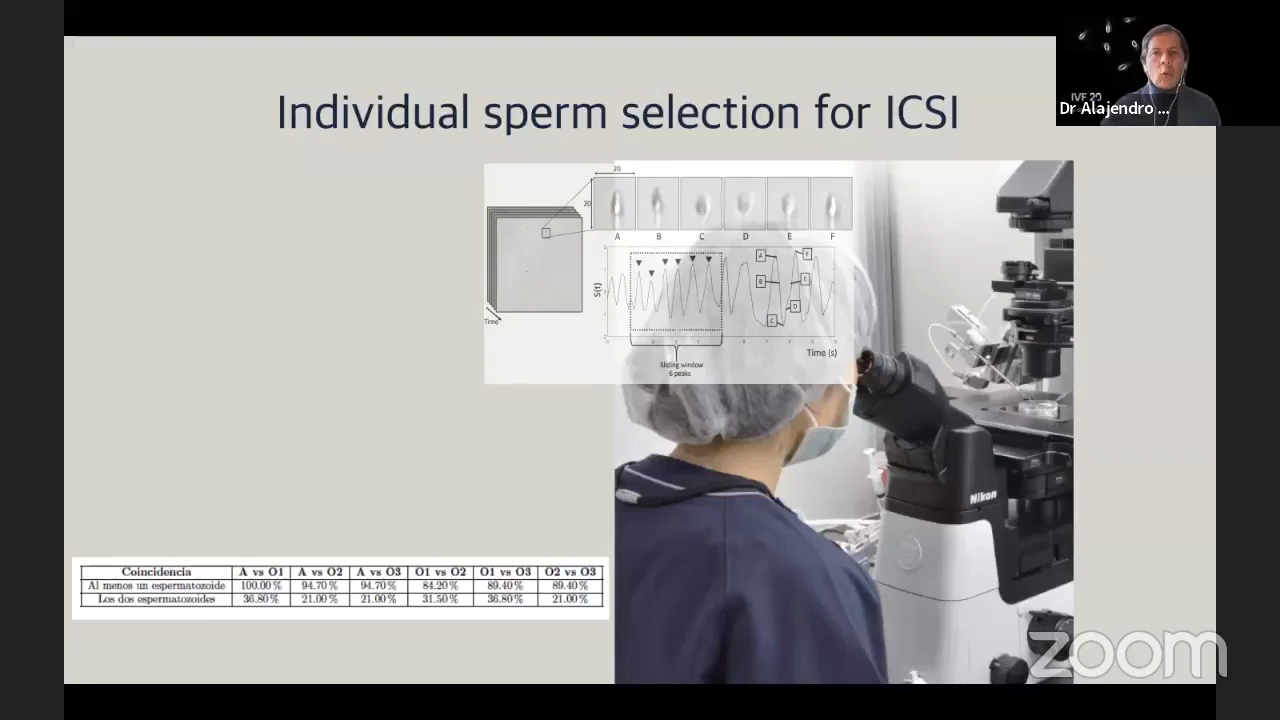 IVF 20
Dr Alajendro ...
Individual sperm selection for ICSI
20
20
A B C D E F
Time
S(t)
A
B
C
D
E
F
Time (s)
Sliding window
6 peaks
Nikon
Coincidencia A vs O1 A vs O2 A vs O3 O1 vs O2 O1 vs O3 O2 vs O3
Al menos un espermatozoide 100.00% 94.70% 94.70% 84.20% 89.40% 89.40%
Los dos espermatozoides 36.80% 21.00% 21.00% 31.50% 36.80% 21.00%
zoom